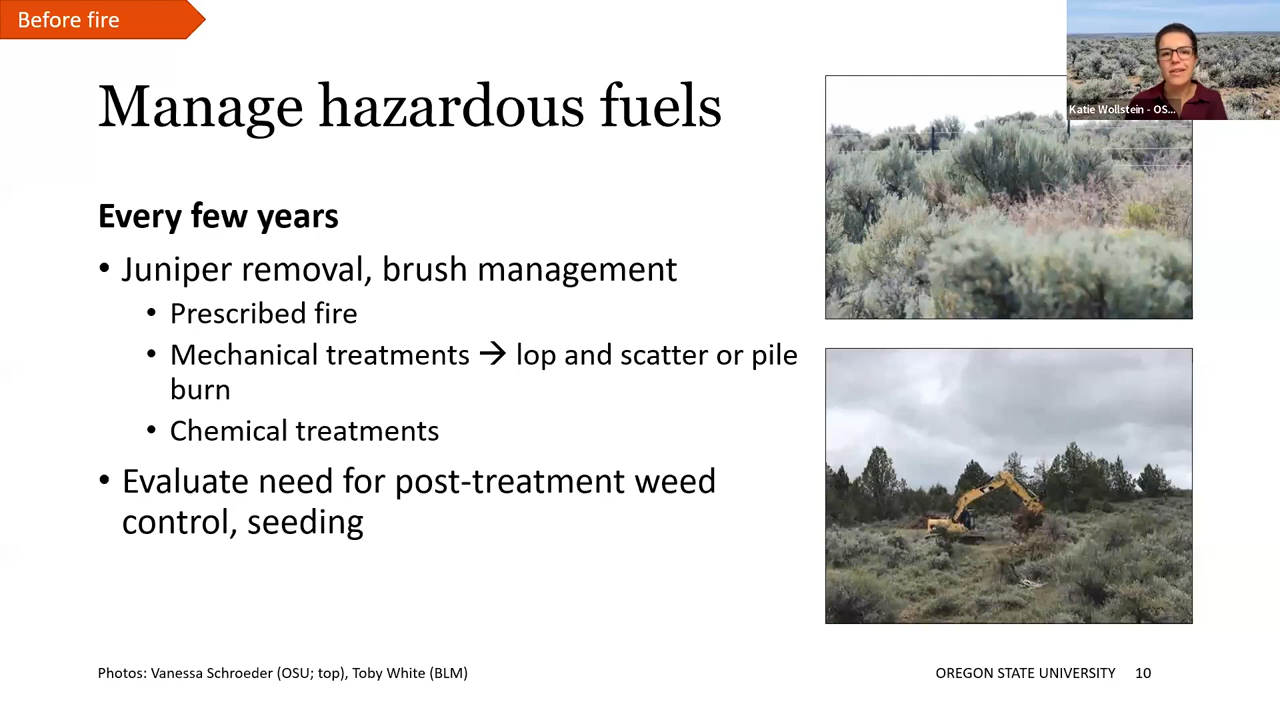 Before fire
Katie Wollstein - OS...
Manage hazardous fuels
Every few years
• Juniper removal, brush management
• Prescribed fire
• Mechanical treatments → lop and scatter or pile
burn
• Chemical treatments
• Evaluate need for post-treatment weed
control, seeding
Photos: Vanessa Schroeder (OSU; top), Toby White (BLM)
OREGON STATE UNIVERSITY 10